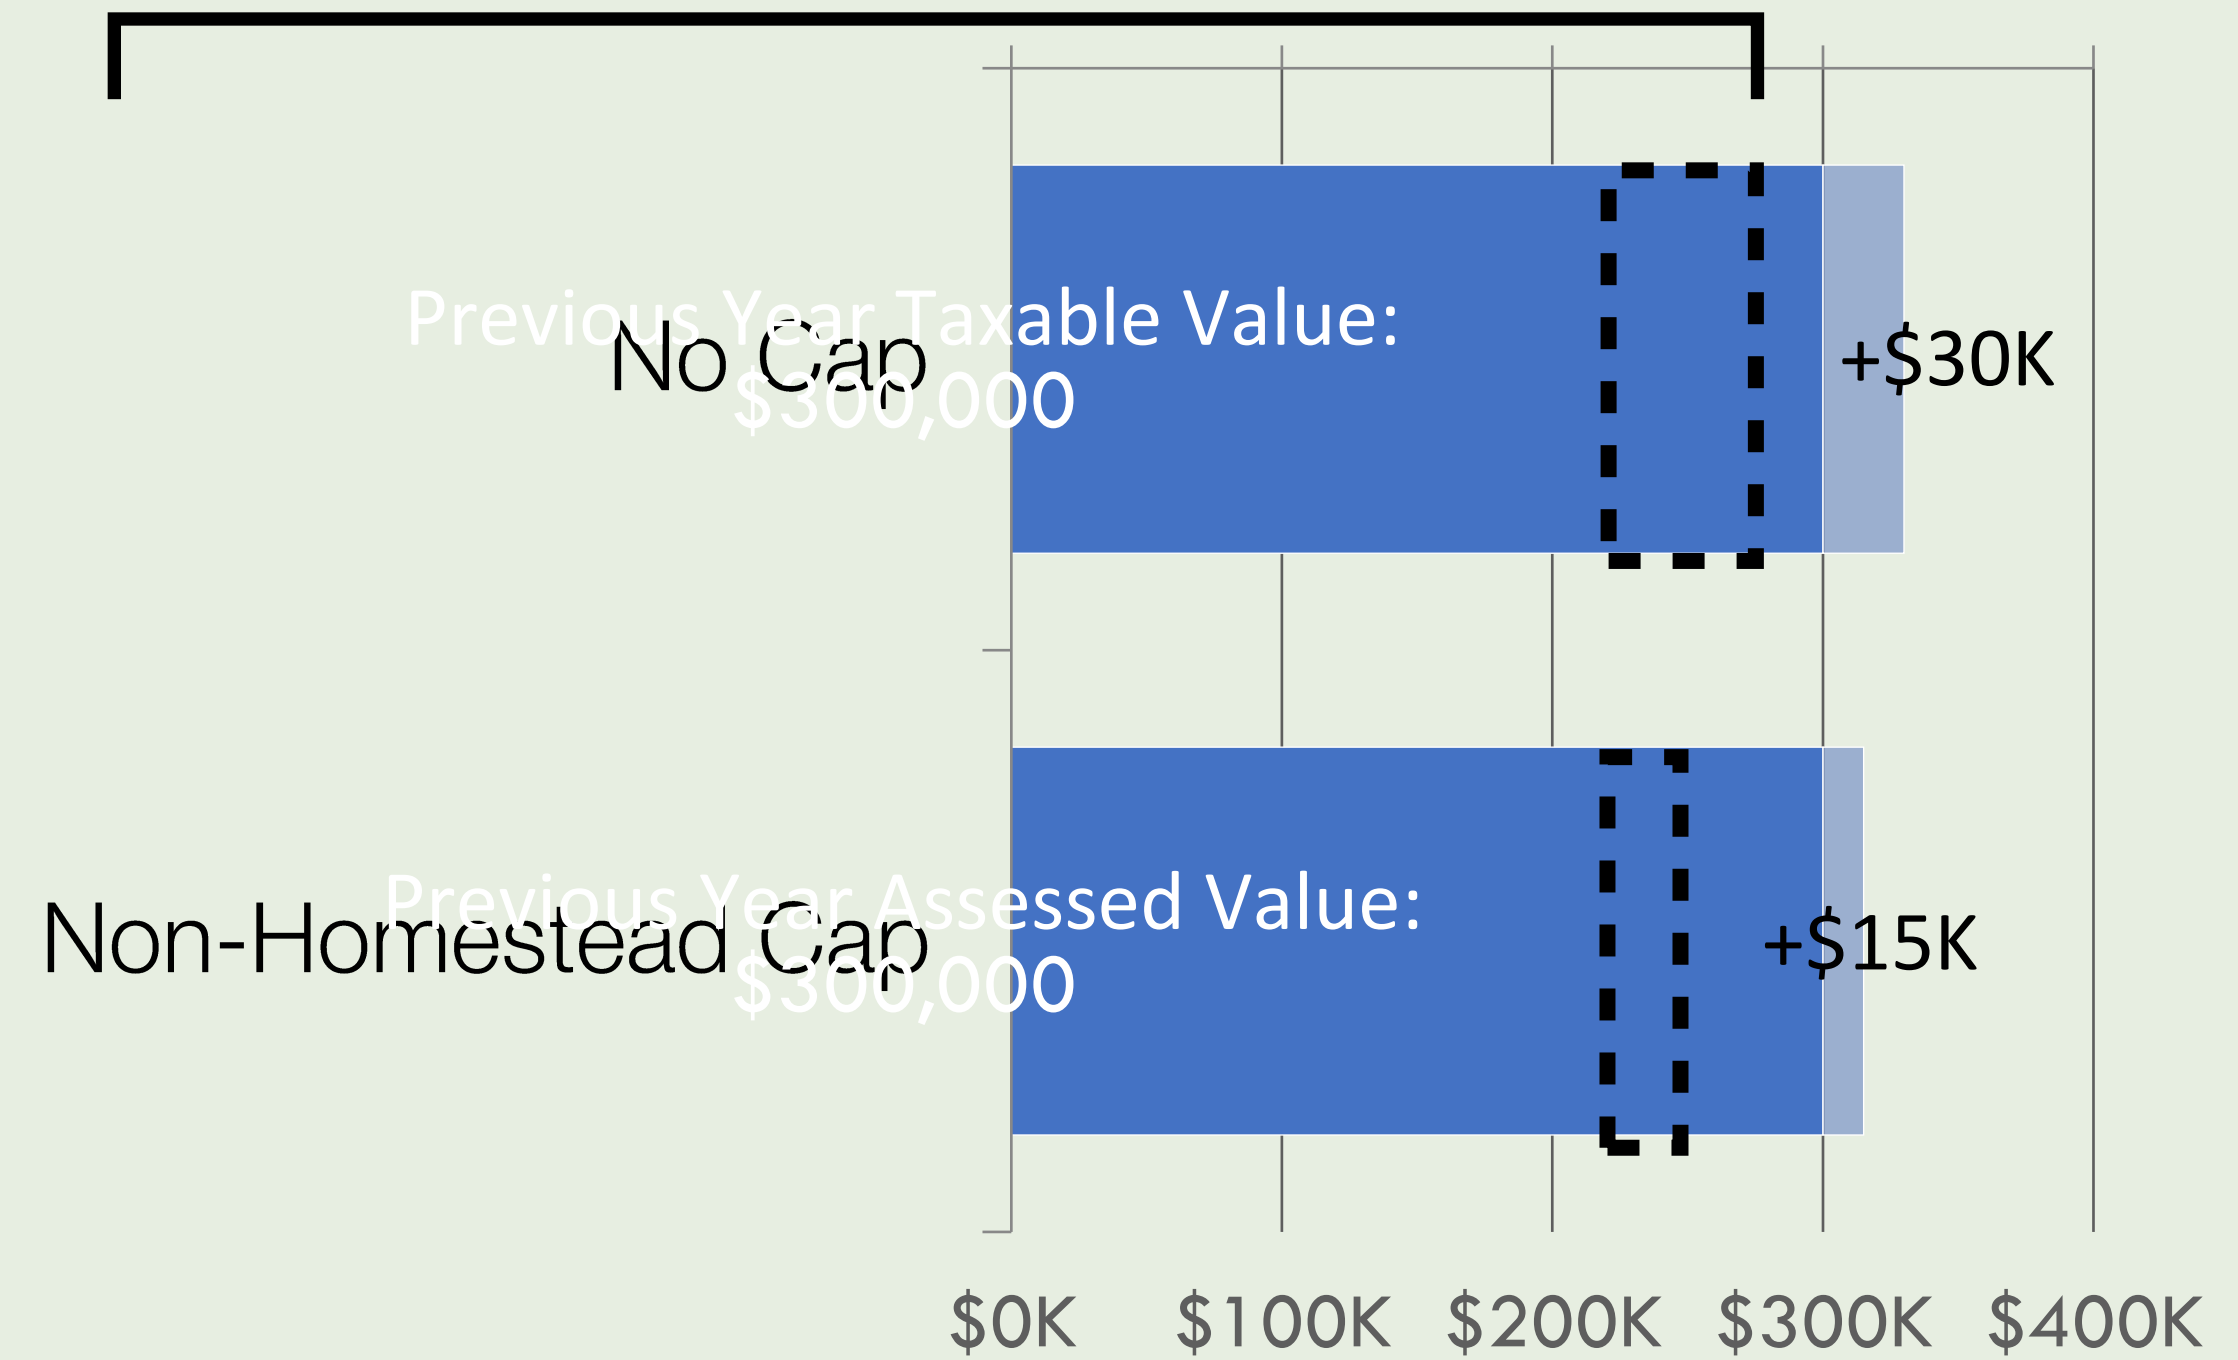 Previous Year Taxable Value:
$300,000
No Cap
+$30K
Previous Year Assessed Value:
$300,000
Non-Homestead Cap
+$15K
$0K $100K $200K $300K $400K